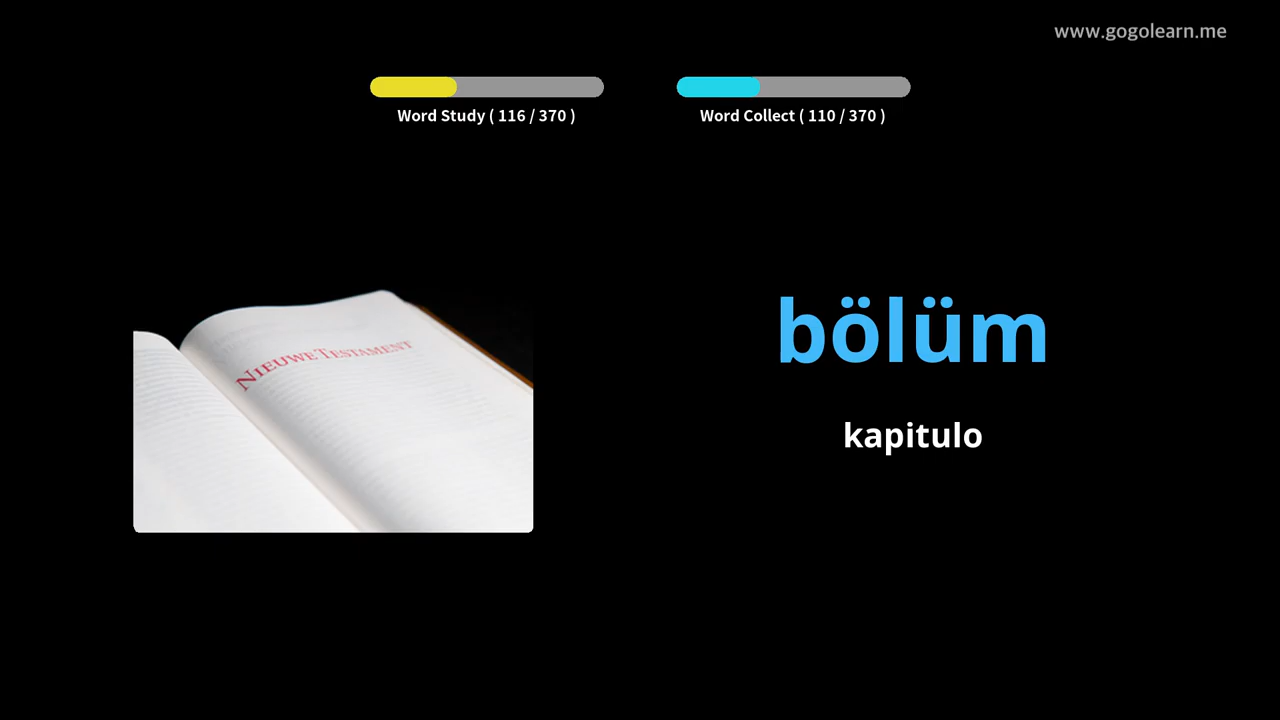 www.gogolearn.me
Word Study ( 116 / 370 )
Word Collect ( 110 / 370 )
NIEUWE TESTAMENT
bölüm
kapitulo